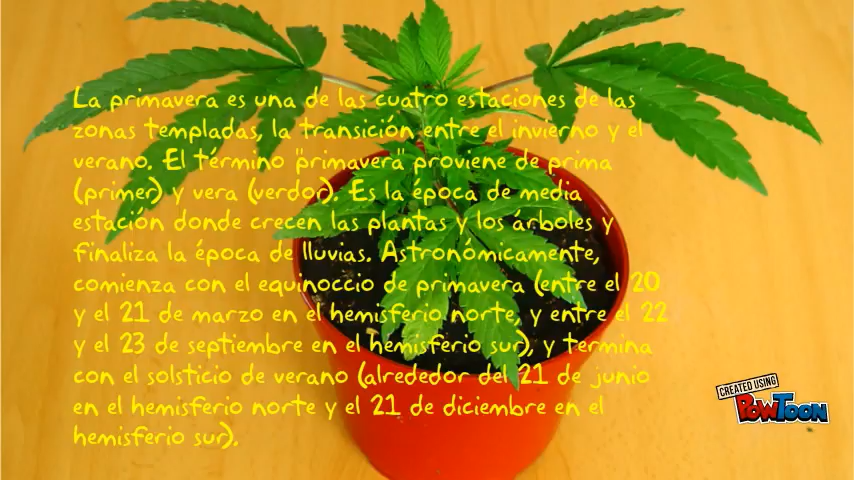 La primavera es una de las cuatro estaciones de las
zonas templadas, la transición entre el invierno y el
verano. El término "primavera" proviene de prima
(primer) y vera (verdor). Es la época de media
estación donde crecen las plantas y los árboles y
finaliza la época de lluvias. Astronómicamente,
comienza con el equinoccio de primavera (entre el 20
y el 21 de marzo en el hemisferio norte, y entre el 22
y el 23 de septiembre en el hemisferio sur), y termina
con el solsticio de verano (alrededor del 21 de junio
en el hemisferio norte y el 21 de diciembre en el
hemisferio sur).
CREATED USING
POWTOON